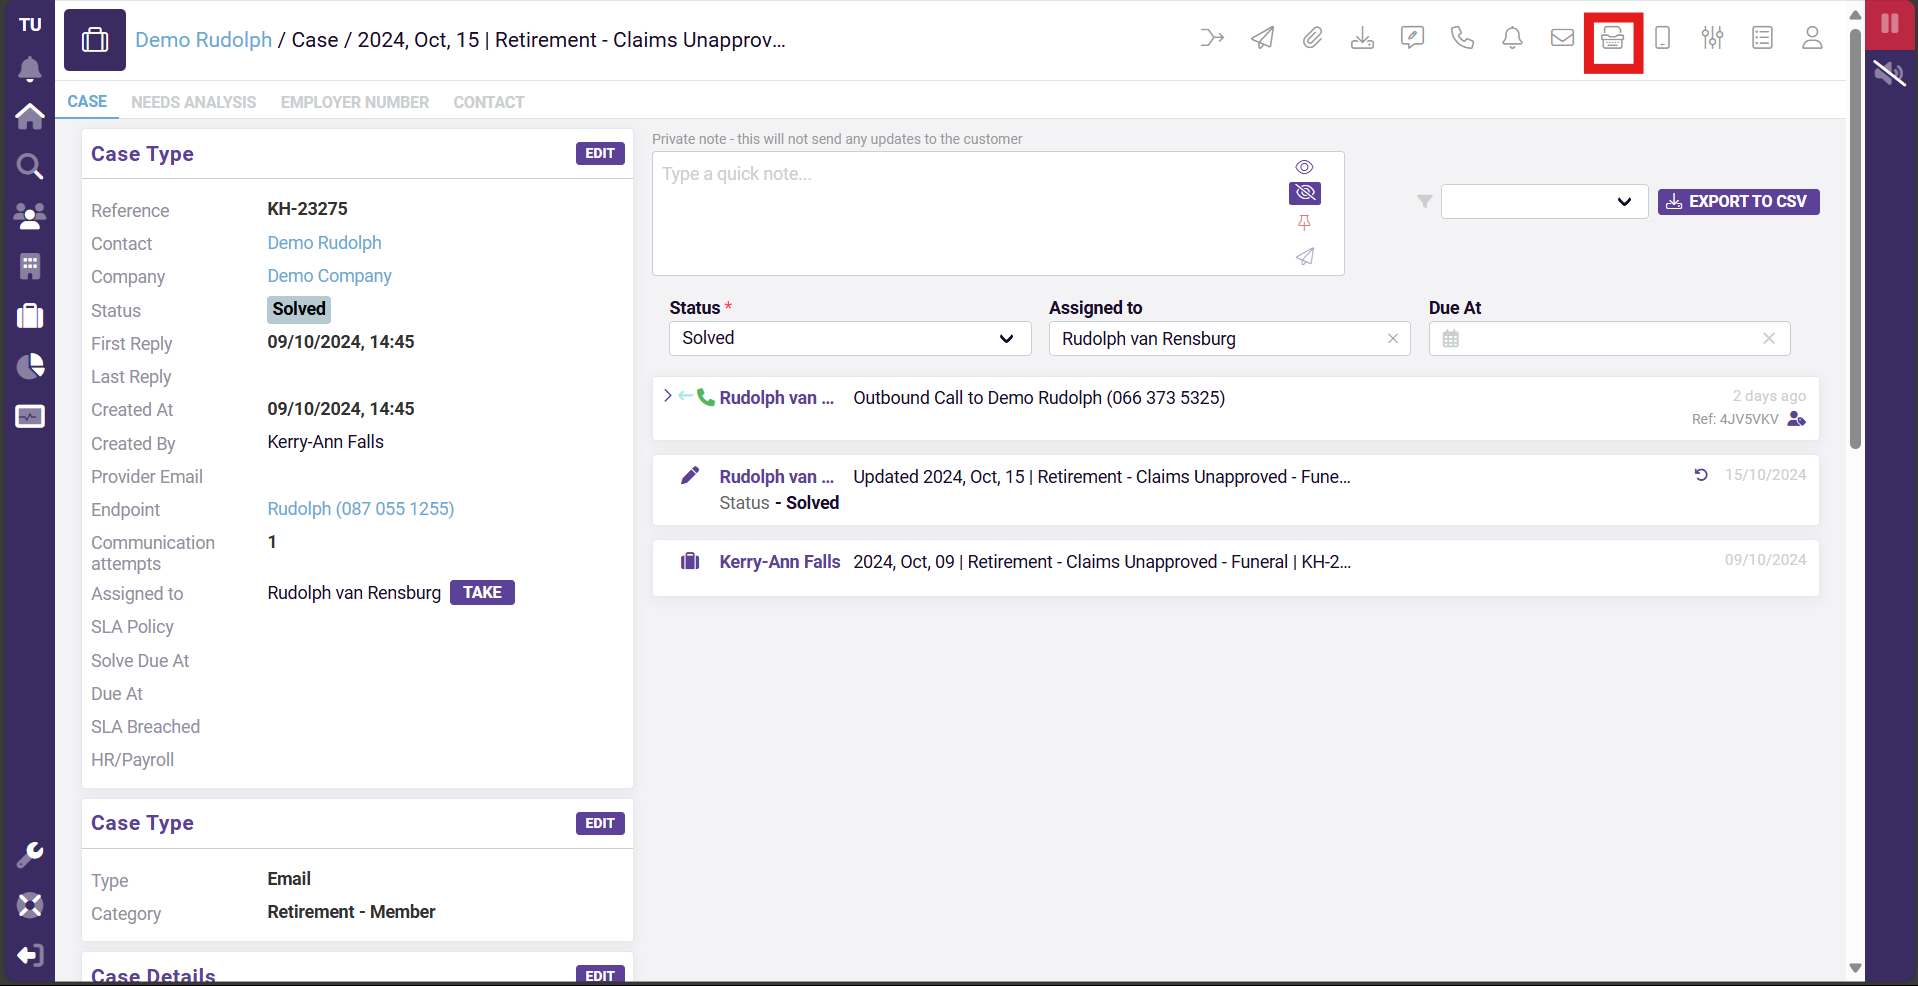 TU
Demo Rudolph / Case / 2024, Oct, 15 | Retirement - Claims Unapprov...
CASE NEEDS ANALYSIS EMPLOYER NUMBER CONTACT
Case Type EDIT
Reference KH-23275
Contact Demo Rudolph
Company Demo Company
Status Solved
First Reply 09/10/2024, 14:45
Last Reply
Created At 09/10/2024, 14:45
Created By Kerry-Ann Falls
Provider Email
Endpoint Rudolph (087 055 1255)
Communication attempts 1
Assigned to Rudolph van Rensburg TAKE
SLA Policy
Solve Due At
Due At
SLA Breached
HR/Payroll
Case Type EDIT
Type Email
Category Retirement - Member
Case Details EDIT
Private note - this will not send any updates to the customer
Type a quick note...
EXPORT TO CSV
Status * Assigned to Due At
Solved Rudolph van Rensburg
Rudolph van ... Outbound Call to Demo Rudolph (066 373 5325) 2 days ago
Ref: 4JV5VKV
Rudolph van ... Updated 2024, Oct, 15 | Retirement - Claims Unapproved - Fune... 15/10/2024
Status - Solved
Kerry-Ann Falls 2024, Oct, 09 | Retirement - Claims Unapproved - Funeral | KH-2... 09/10/2024